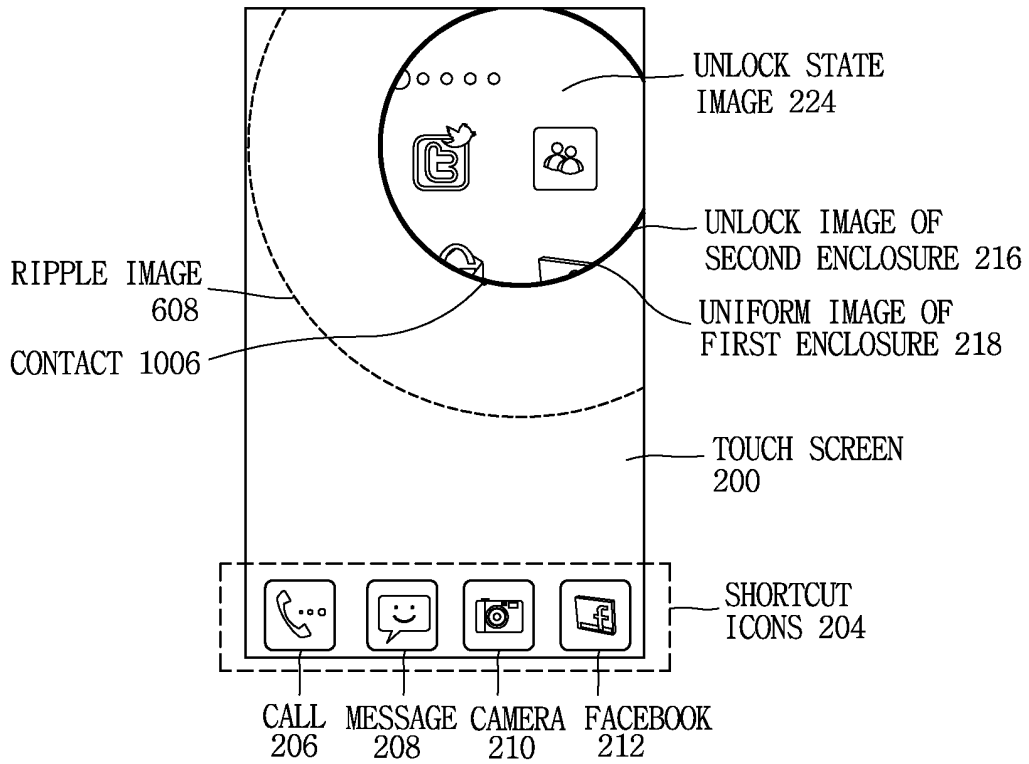 UNLOCK STATE
IMAGE 224
t
UNLOCK IMAGE OF
SECOND ENCLOSURE 216
RIPPLE IMAGE
608
UNIFORM IMAGE OF
FIRST ENCLOSURE 218
CONTACT 1006
TOUCH SCREEN
200
f
SHORTCUT
ICONS 204
CALL
206
MESSAGE
208
CAMERA
210
FACEBOOK
212